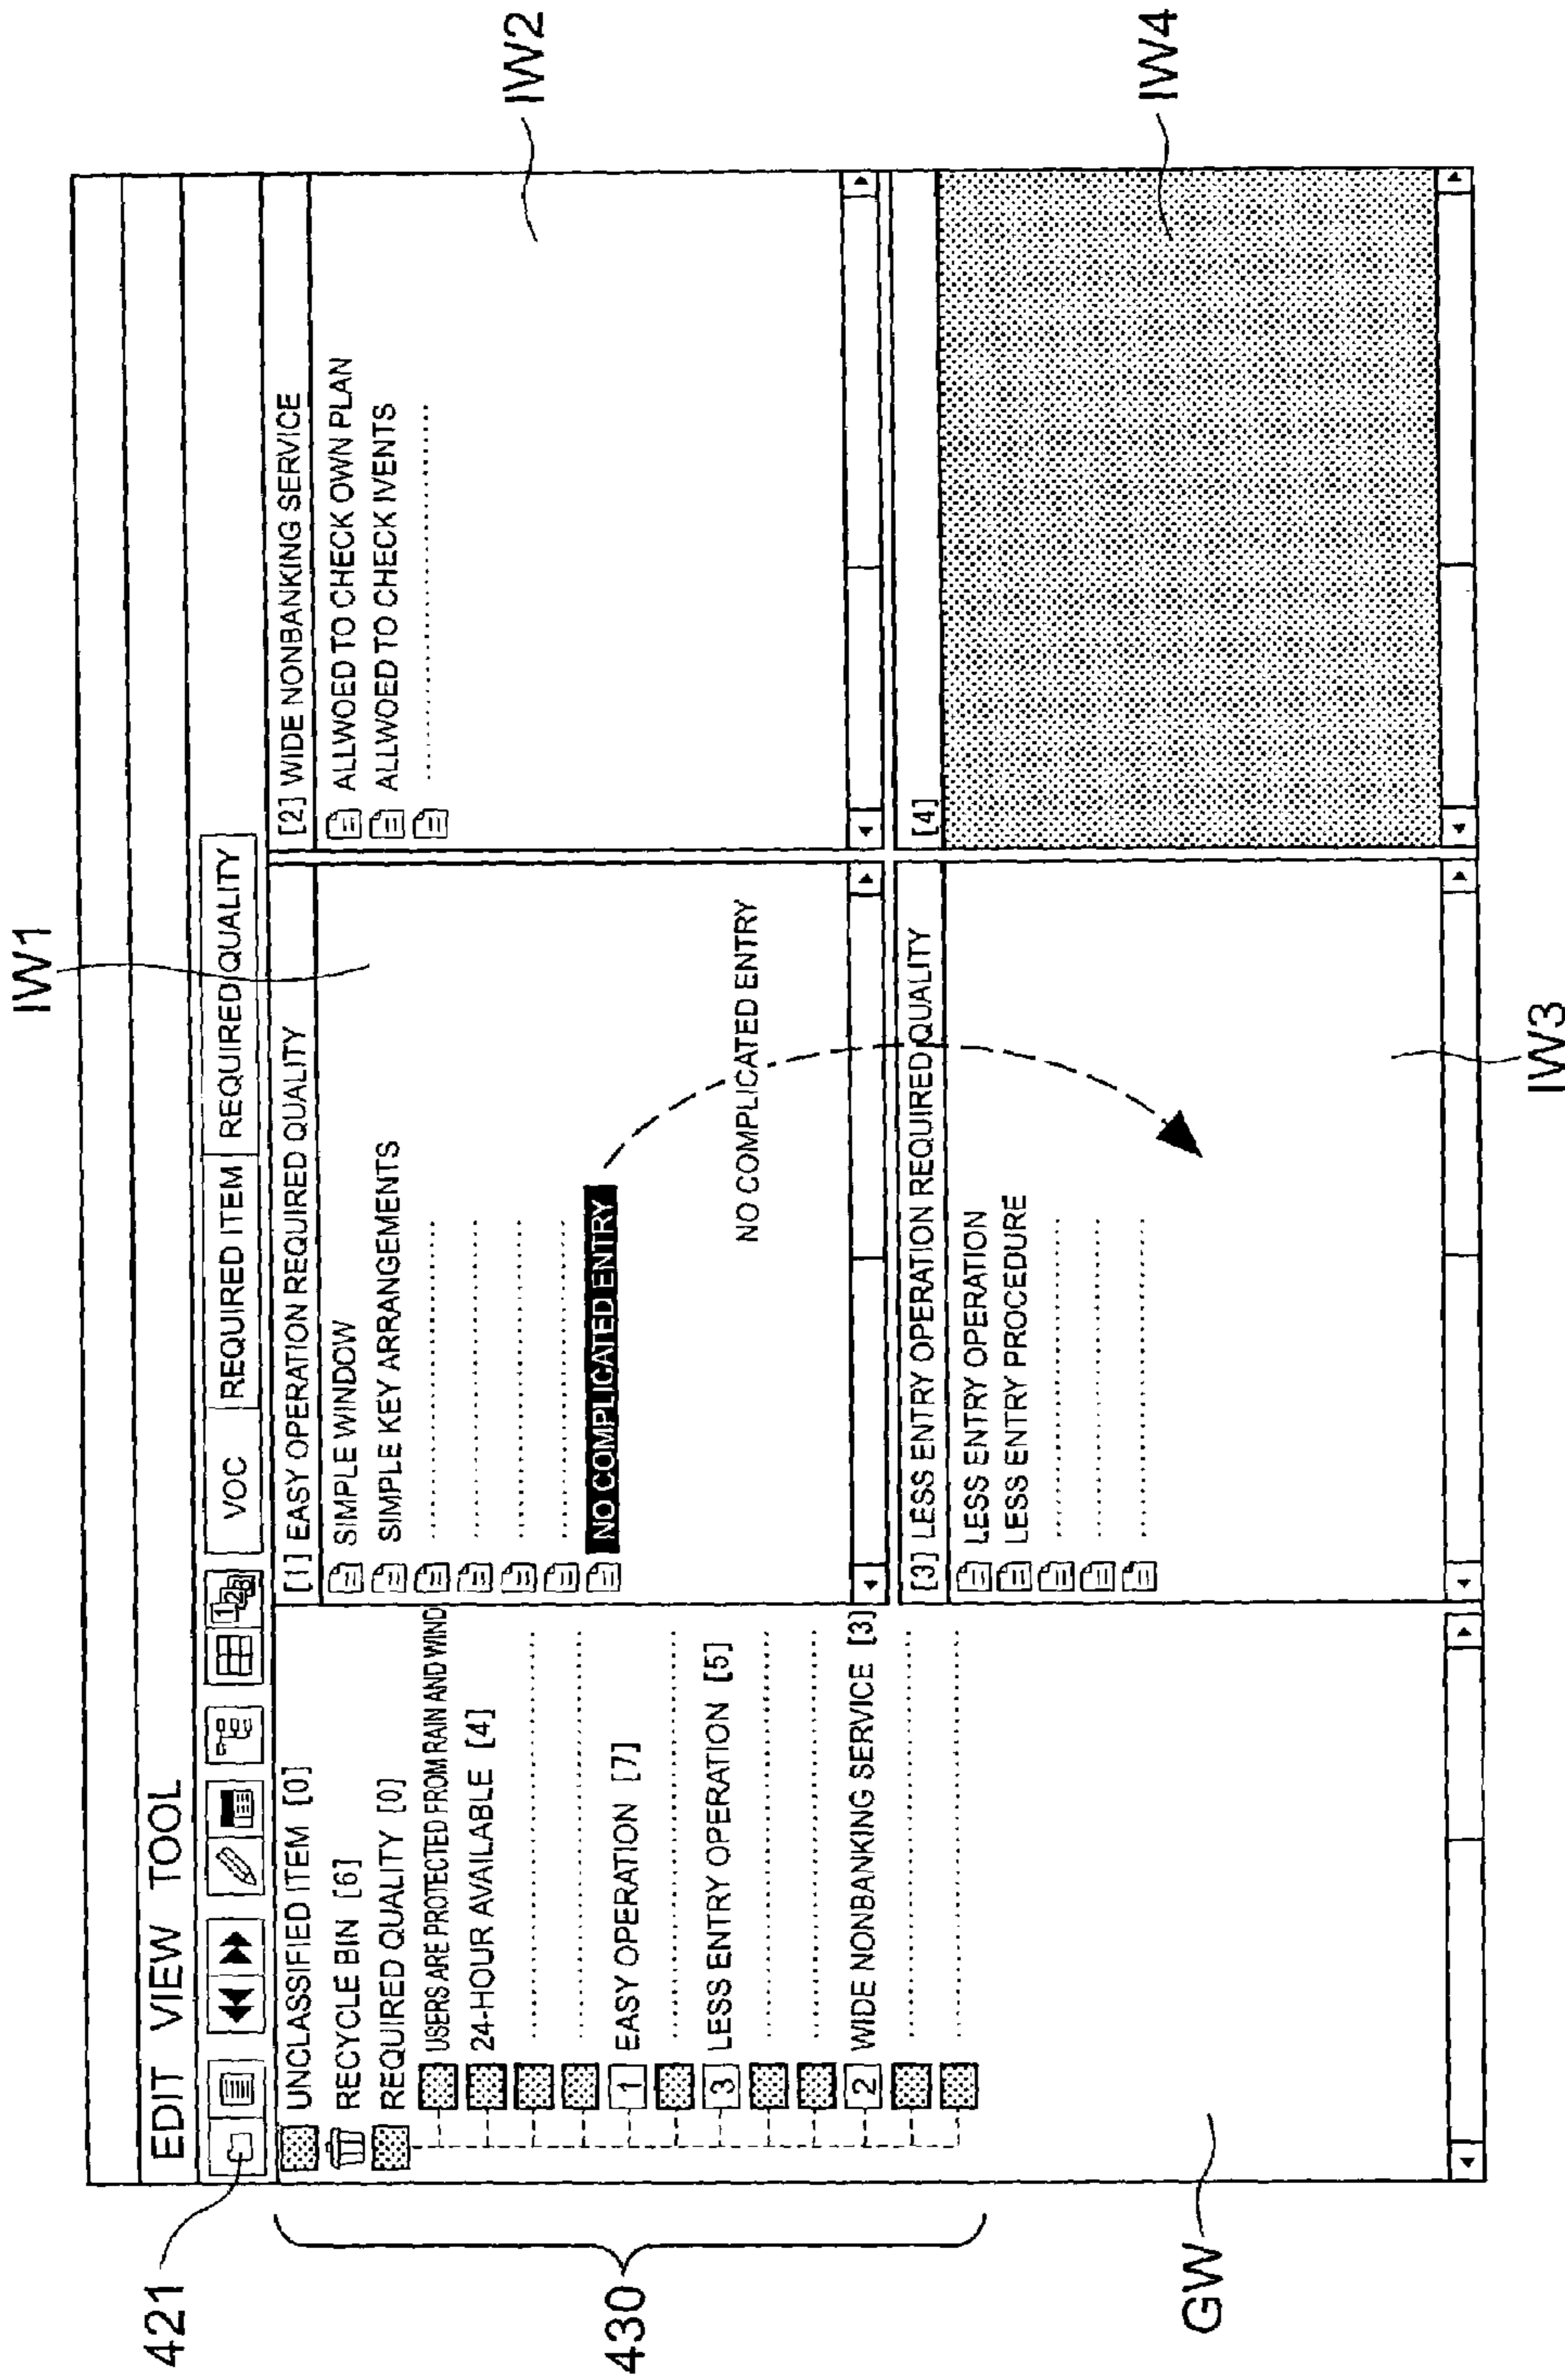 IW1
EDIT VIEW TOOL
VOC REQUIRED ITEM REQUIRED QUALITY
123
421
UNCLASSIFIED ITEM [0]
RECYCLE BIN [6]
REQUIRED QUALITY [0]
USERS ARE PROTECTED FROM RAIN AND WIND
24-HOUR AVAILABLE [4]
1 EASY OPERATION [7]
3 LESS ENTRY OPERATION [5]
2 WIDE NONBANKING SERVICE [3]
430
GW
[1] EASY OPERATION REQUIRED QUALITY
SIMPLE WINDOW
SIMPLE KEY ARRANGEMENTS
NO COMPLICATED ENTRY
NO COMPLICATED ENTRY
[2] WIDE NONBANKING SERVICE
ALLWOED TO CHECK OWN PLAN
ALLWOED TO CHECK IVENTS
IW2
[3] LESS ENTRY OPERATION REQUIRED QUALITY
LESS ENTRY OPERATION
LESS ENTRY PROCEDURE
IW3
[4]
IW4